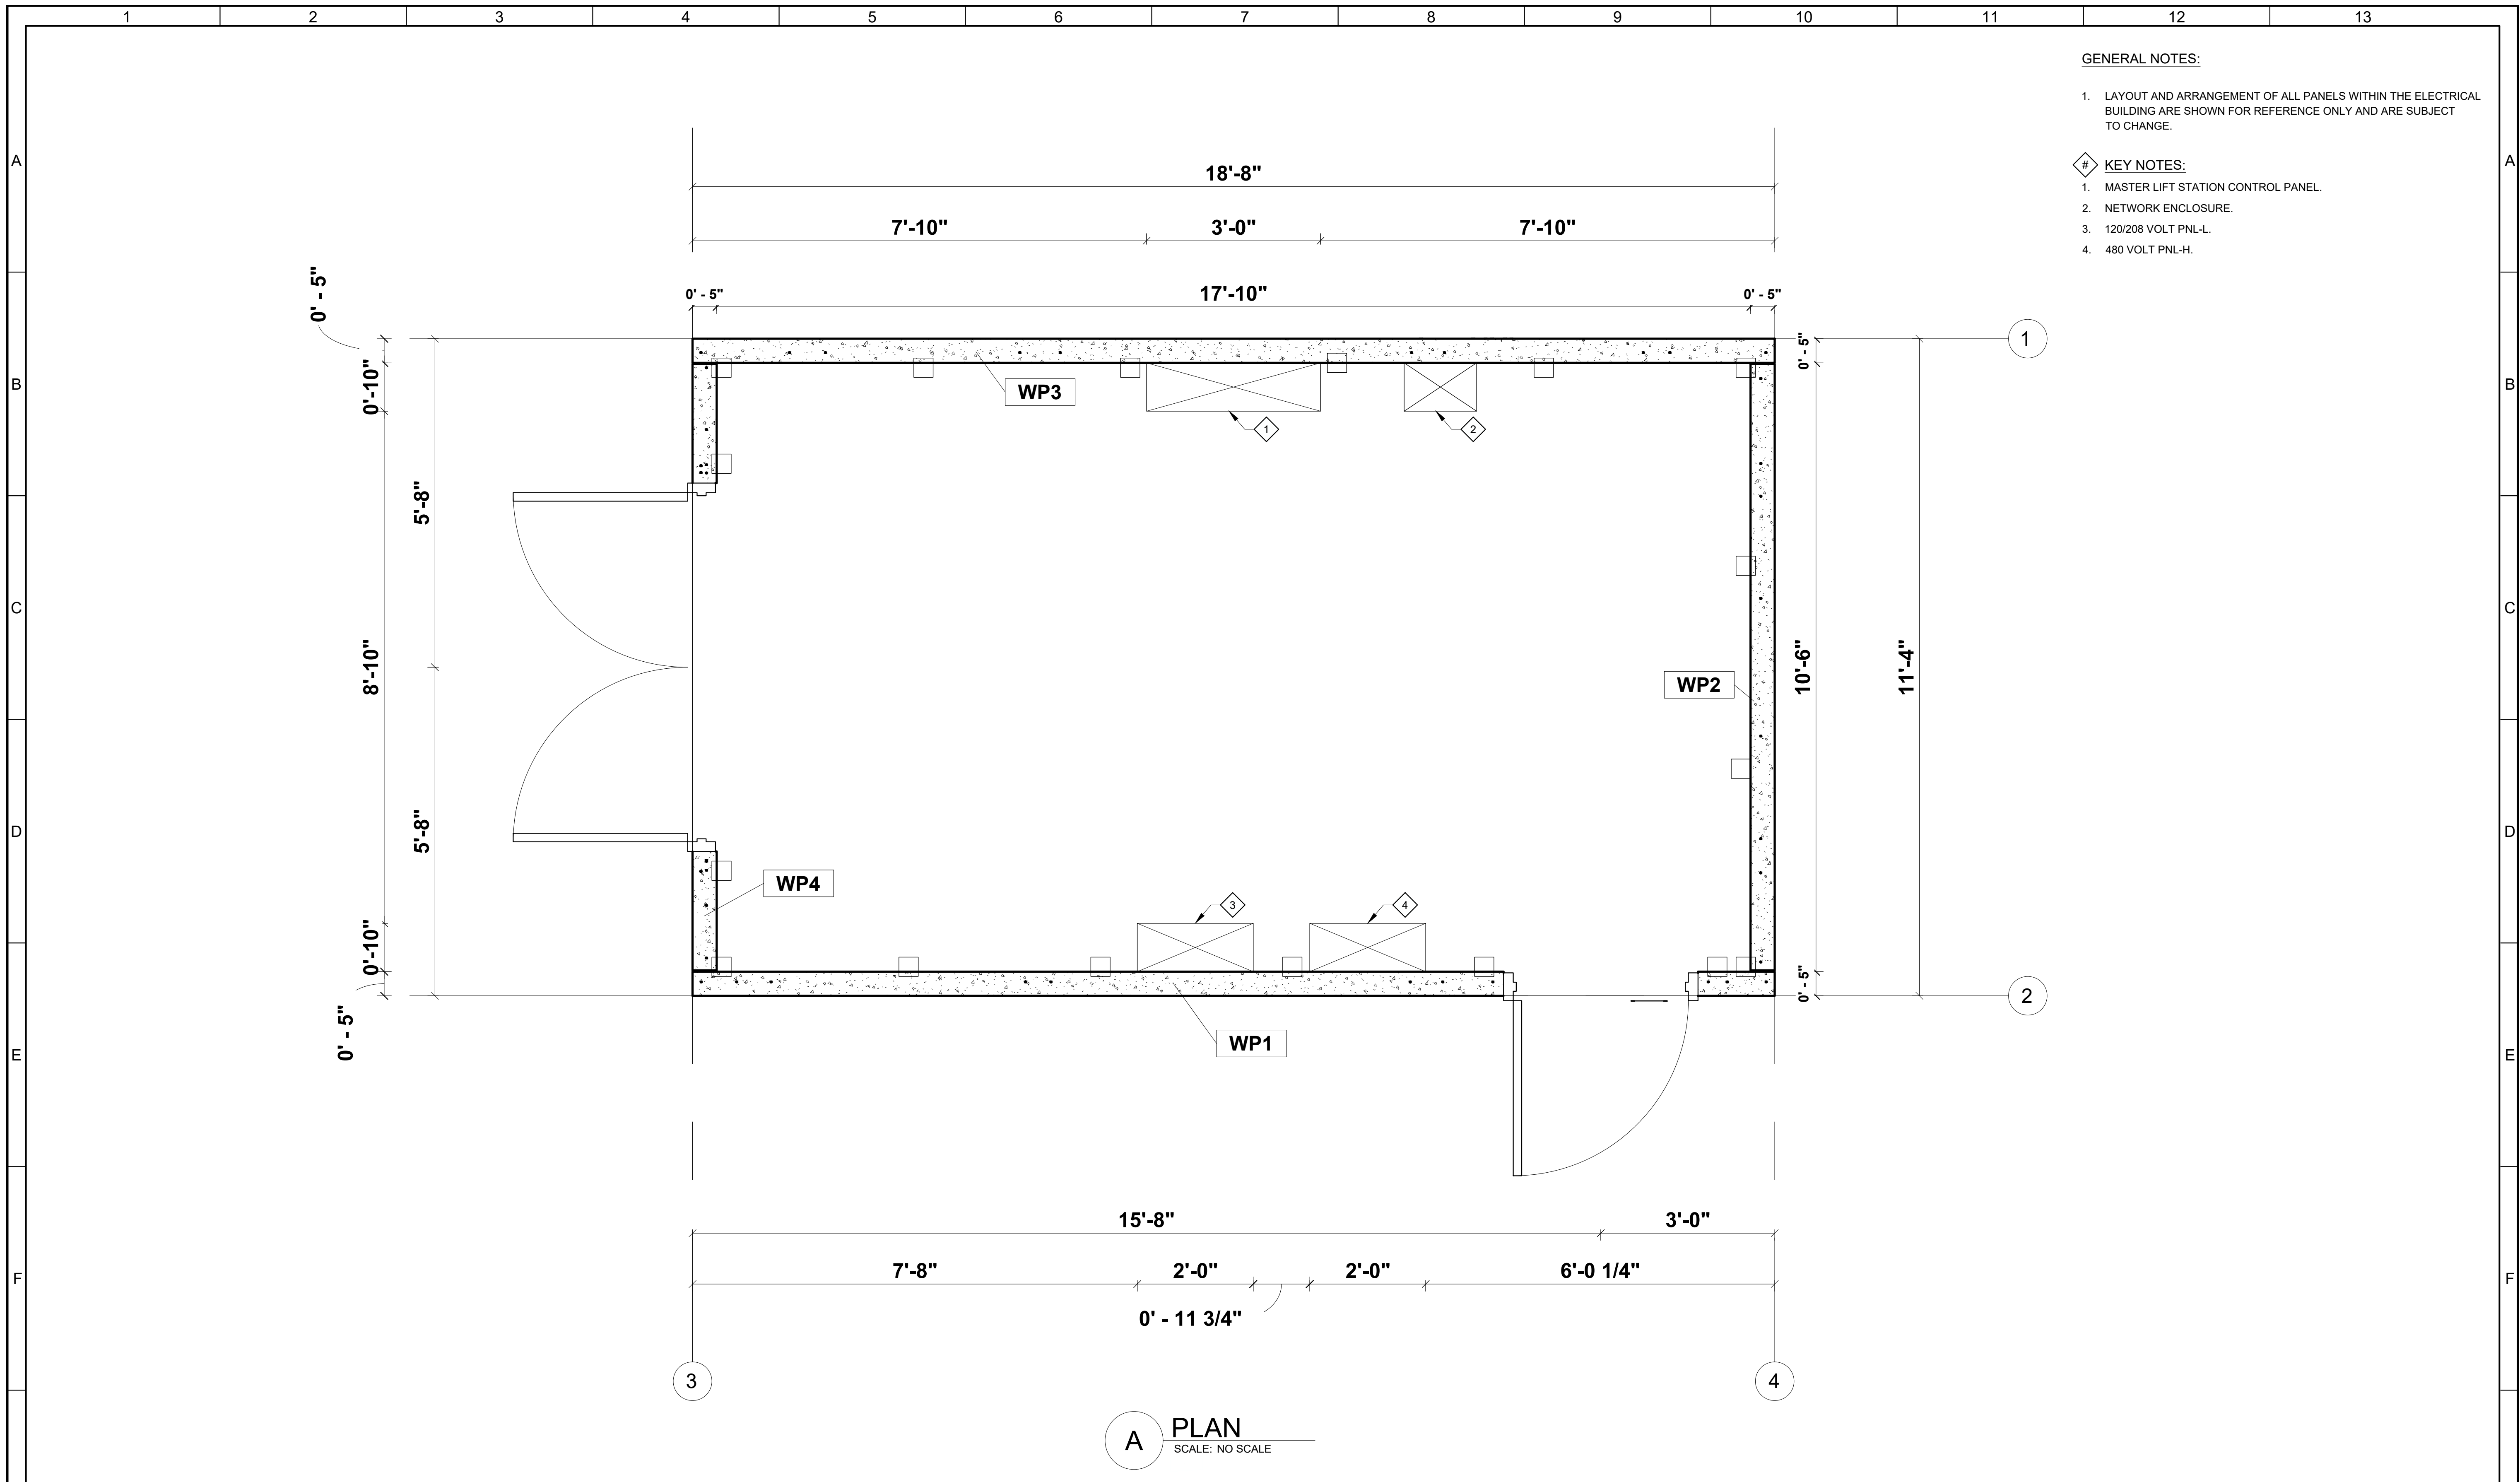 1 2 3 4 5 6 7 8 9 10 11 12 13
GENERAL NOTES:
1. LAYOUT AND ARRANGEMENT OF ALL PANELS WITHIN THE ELECTRICAL
BUILDING ARE SHOWN FOR REFERENCE ONLY AND ARE SUBJECT
TO CHANGE.
# KEY NOTES:
1. MASTER LIFT STATION CONTROL PANEL.
2. NETWORK ENCLOSURE.
3. 120/208 VOLT PNL-L.
4. 480 VOLT PNL-H.
A A
18'-8"
7'-10" 3'-0" 7'-10"
0' - 5"
0' - 5" 17'-10" 0' - 5"
0' - 5"
1
B B
0'-10"
WP3
1 2
5'-8"
C C
8'-10"
10'-6"
11'-4"
WP2
D D
5'-8"
WP4
3 4
0'-10"
0' - 5"
2
0' - 5"
WP1
E E
15'-8" 3'-0"
F F
7'-8" 2'-0" 2'-0" 6'-0 1/4"
0' - 11 3/4"
3 4
A PLAN
SCALE: NO SCALE